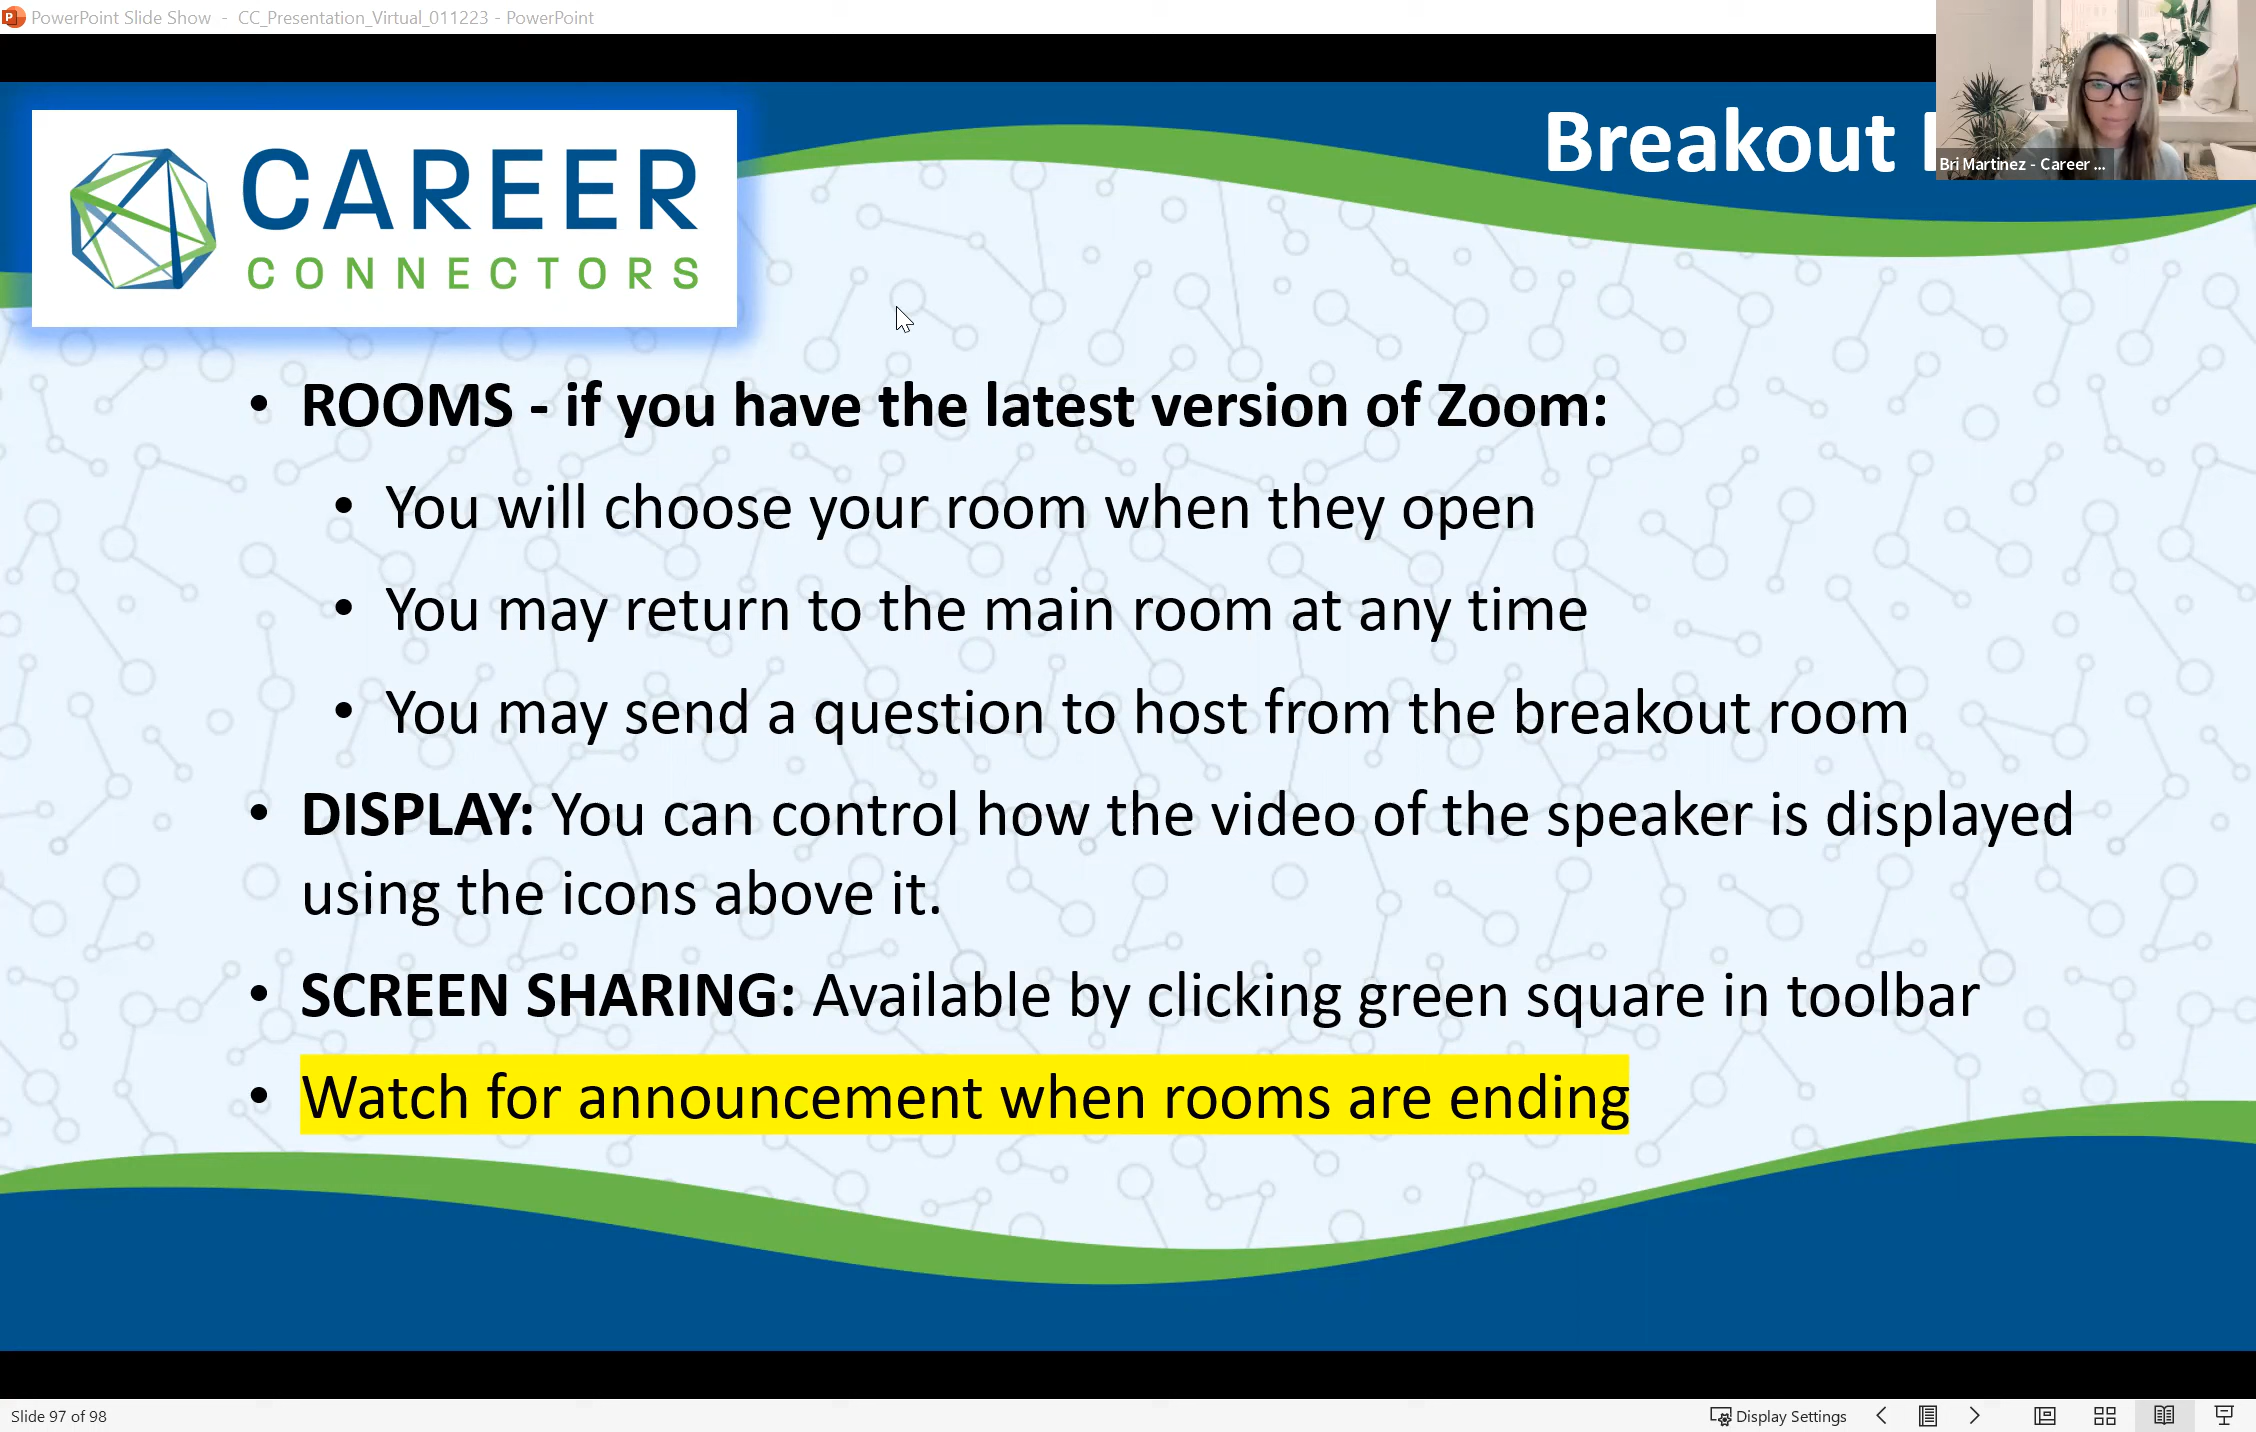 PowerPoint Slide Show - CC_Presentation_Virtual_011223 - PowerPoint
Breakout
Bri Martinez - Career ...
CAREER
CONNECTORS
• ROOMS - if you have the latest version of Zoom:
• You will choose your room when they open
• You may return to the main room at any time
• You may send a question to host from the breakout room
• DISPLAY: You can control how the video of the speaker is displayed
using the icons above it.
• SCREEN SHARING: Available by clicking green square in toolbar
• Watch for announcement when rooms are ending
Slide 97 of 98
Display Settings